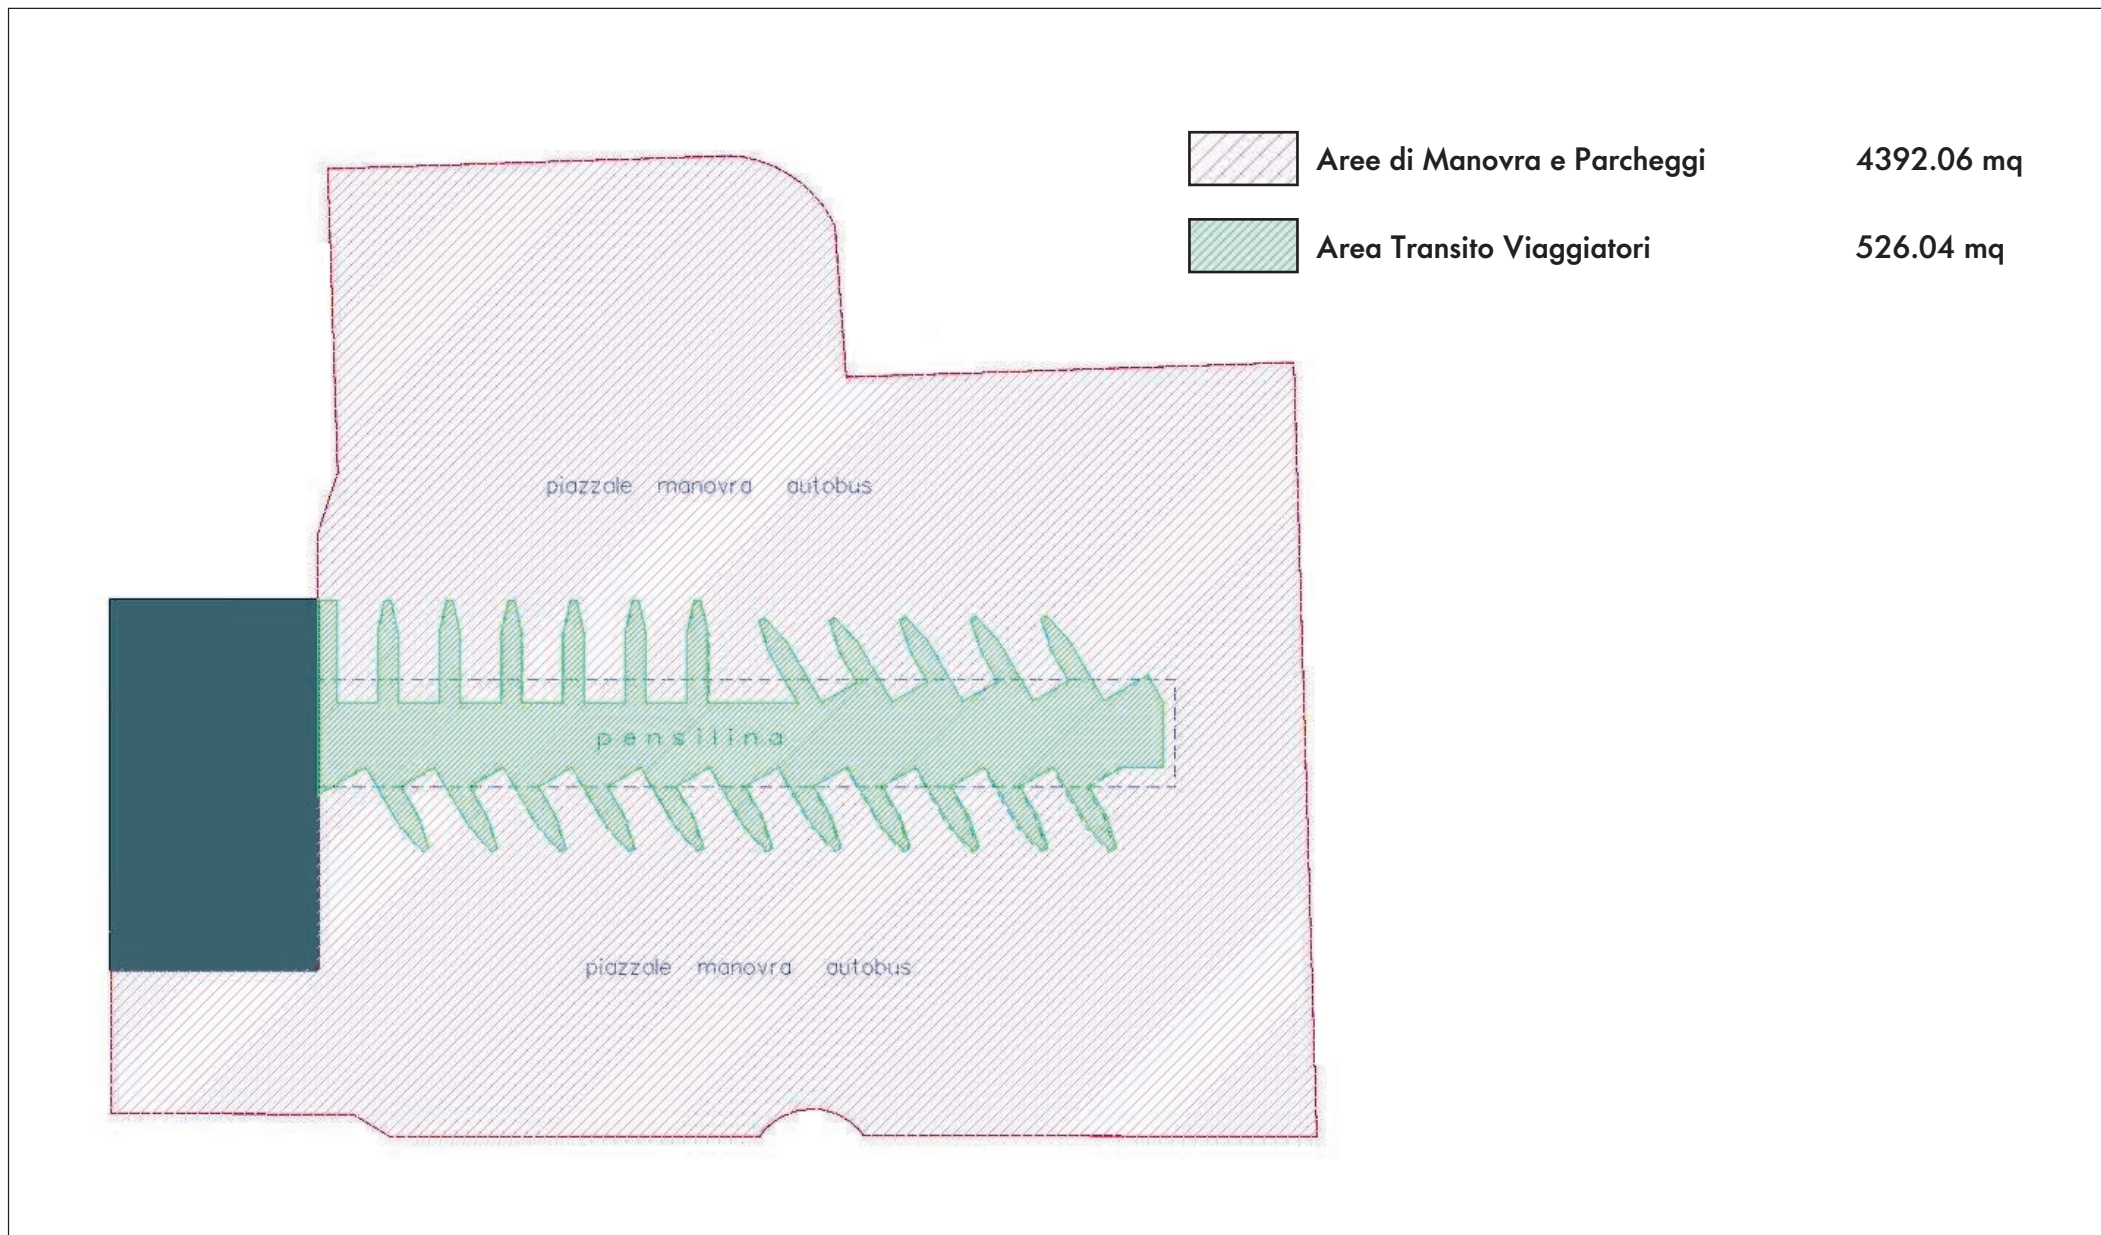 Aree di Manovra e Parcheggi 4392.06 mq
Area Transito Viaggiatori 526.04 mq
piazzale manovra autobus
pensilina
piazzale manovra autobus